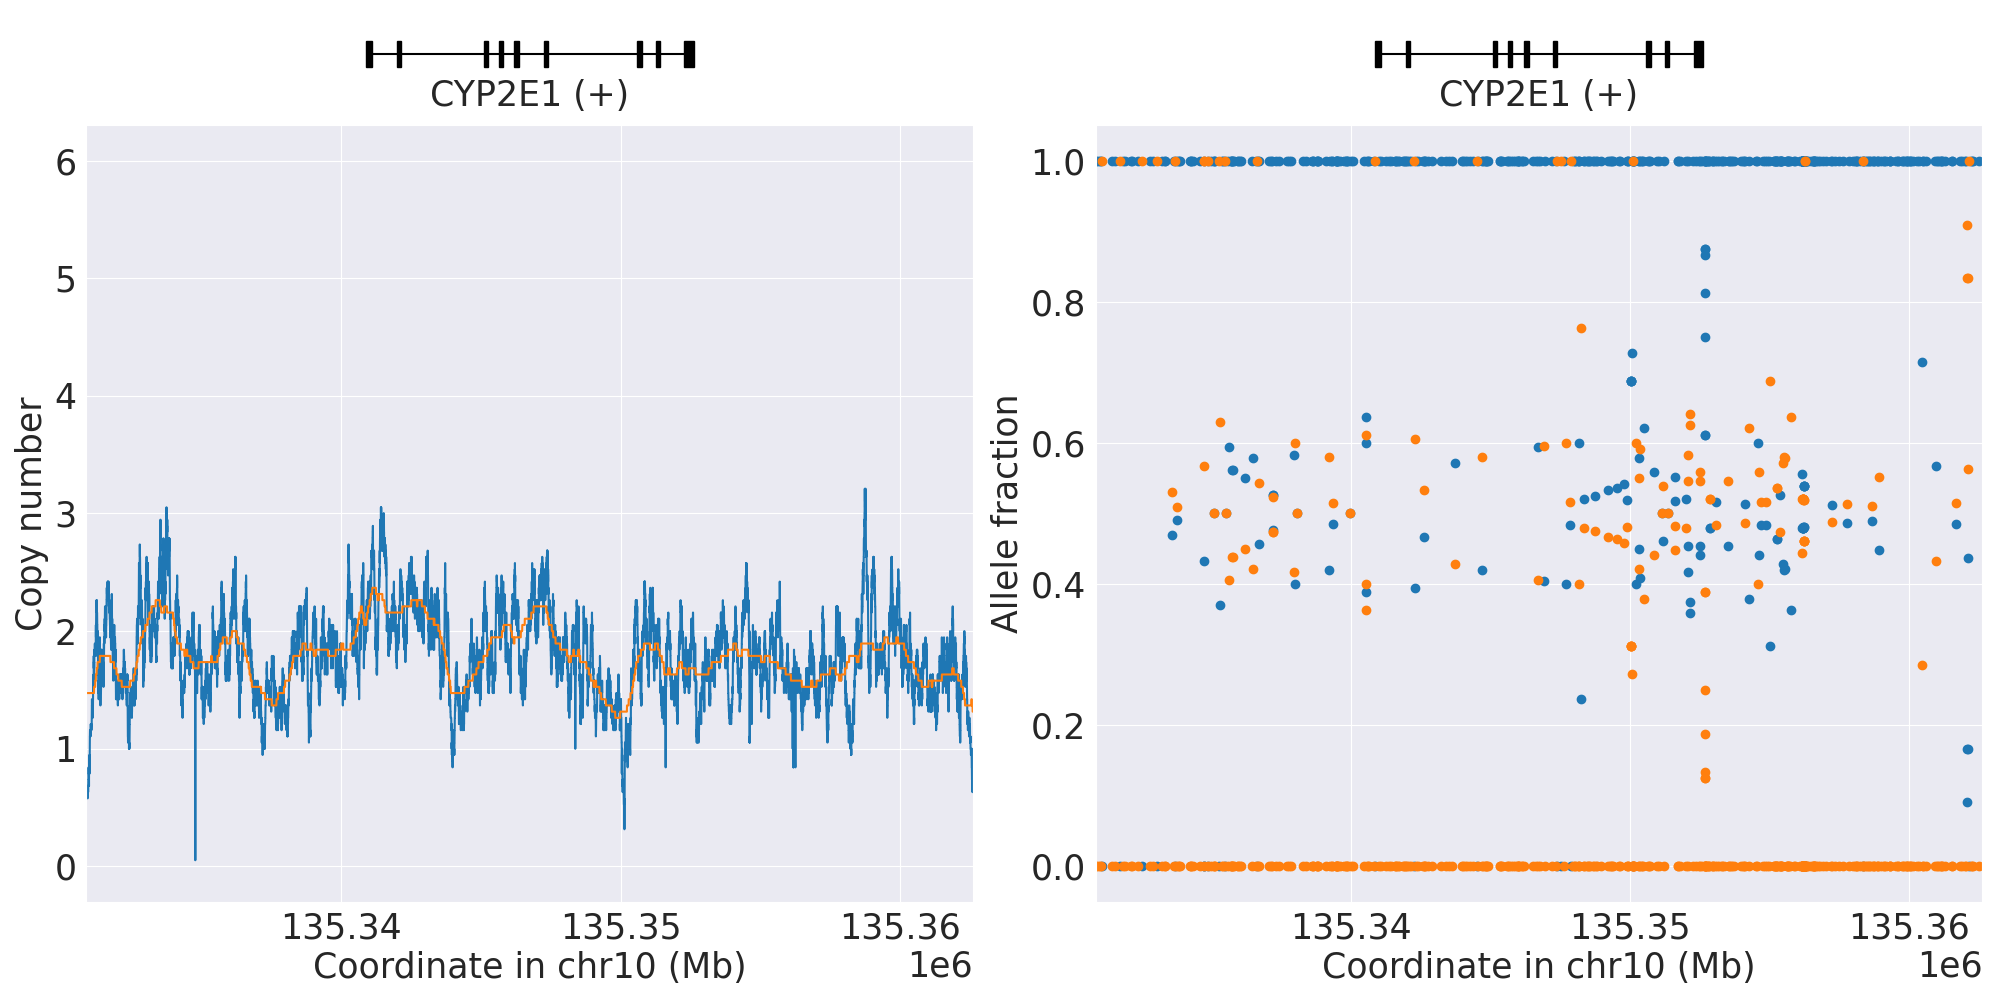 CYP2E1 (+)
6
5
4
3
2
1
0
Copy number
135.34 135.35 135.36
Coordinate in chr10 (Mb)
1e6
CYP2E1 (+)
1.0
0.8
0.6
0.4
0.2
0.0
Allele fraction
135.34 135.35 135.36
Coordinate in chr10 (Mb)
1e6